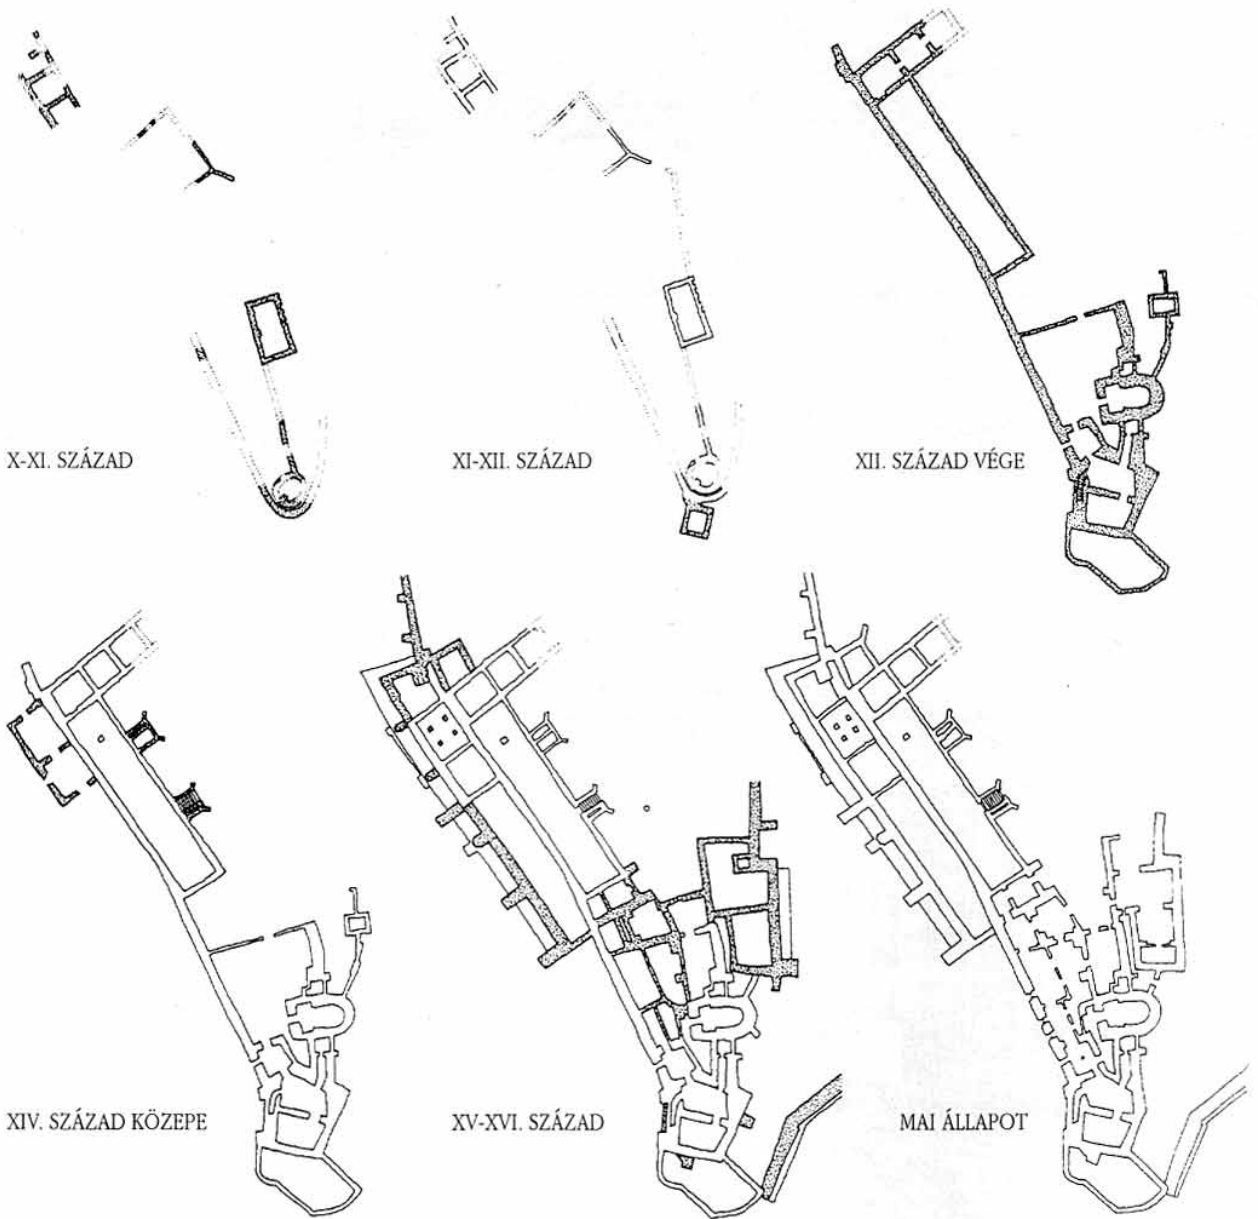 X-XI. SZÁZAD
XI-XII. SZÁZAD
XII. SZÁZAD VÉGE
XIV. SZÁZAD KÖZEPE
XV-XVI. SZÁZAD
MAI ÁLLAPOT